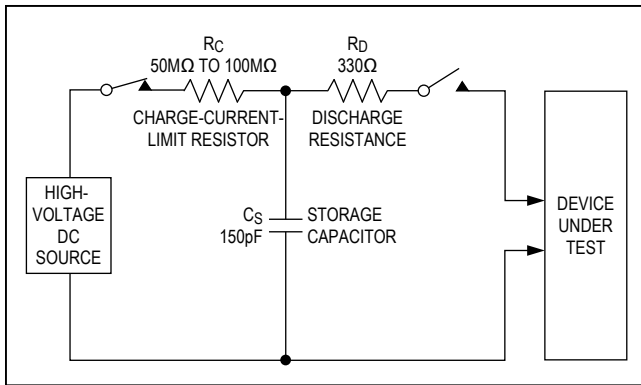 RC
50MΩ TO 100MΩ
CHARGE-CURRENT-
LIMIT RESISTOR
RD
330Ω
DISCHARGE
RESISTANCE
HIGH-
VOLTAGE
DC
SOURCE
CS
150pF
STORAGE
CAPACITOR
DEVICE
UNDER
TEST